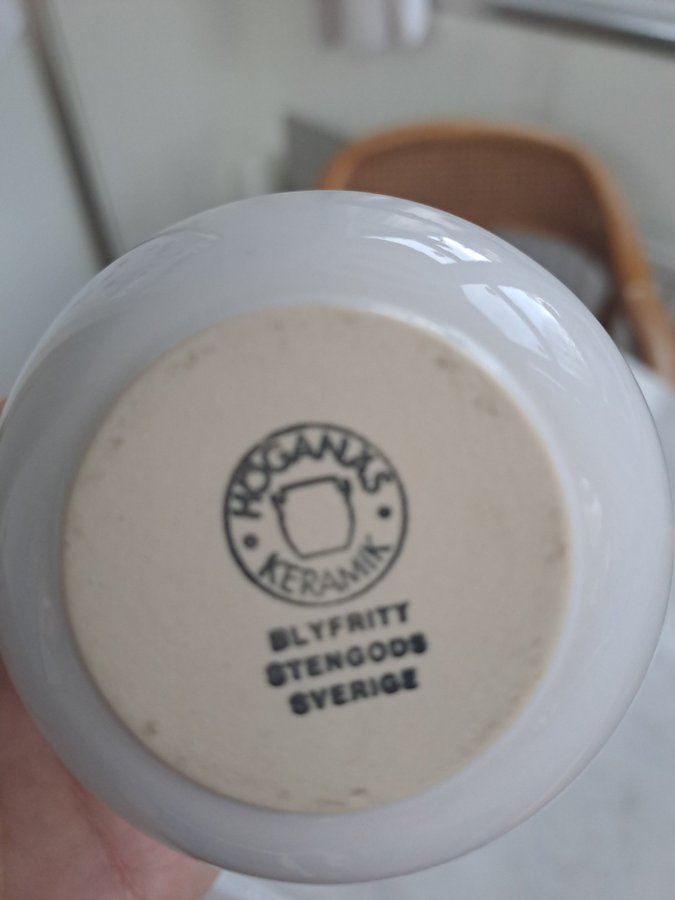 HÖGANÄS
KERAMIK
BLYFRITT
STENGODS
SVERIGE